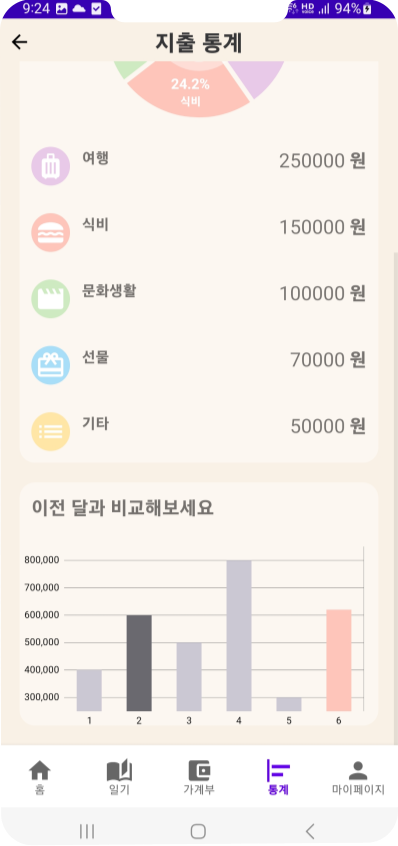 9:24 HD VOICE 94%
지출 통계
24.2%
식비
여행 250000 원
식비 150000 원
문화생활 100000 원
선물 70000 원
기타 50000 원
이전 달과 비교해보세요
800,000
700,000
600,000
500,000
400,000
300,000
1 2 3 4 5 6
홈 일기 가계부 통계 마이페이지